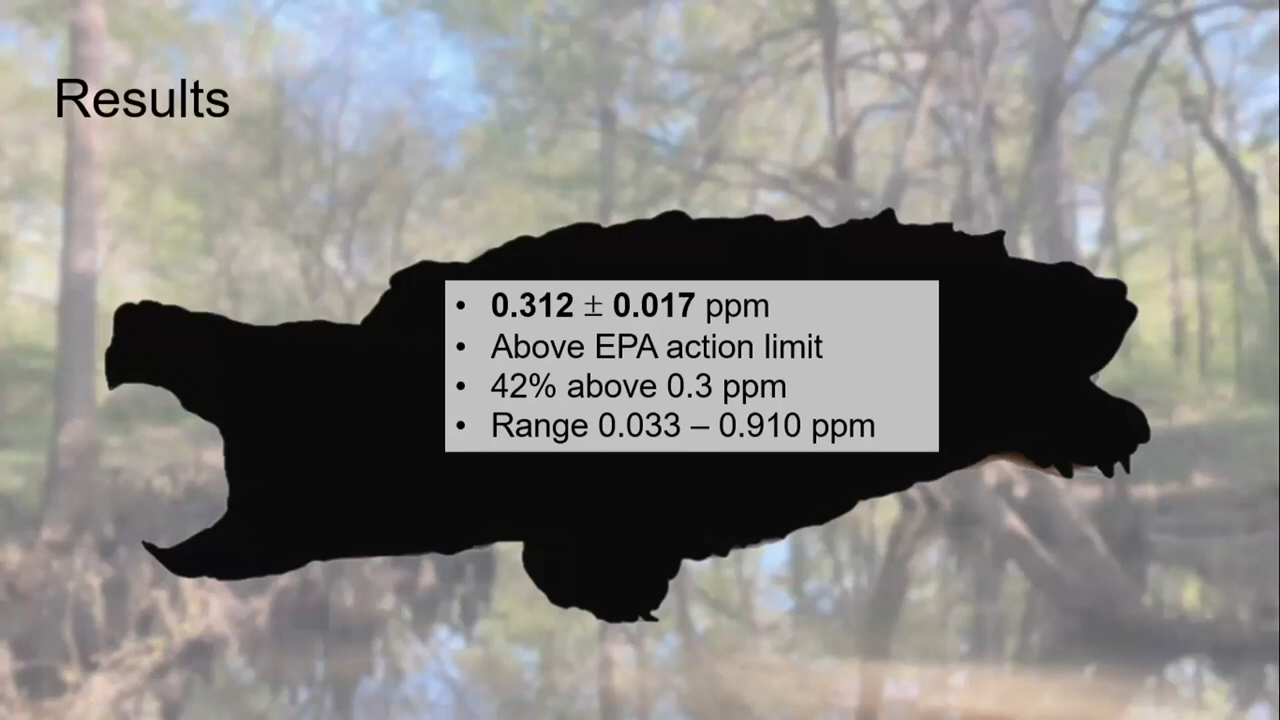 Results
• 0.312 ± 0.017 ppm
• Above EPA action limit
• 42% above 0.3 ppm
• Range 0.033 – 0.910 ppm